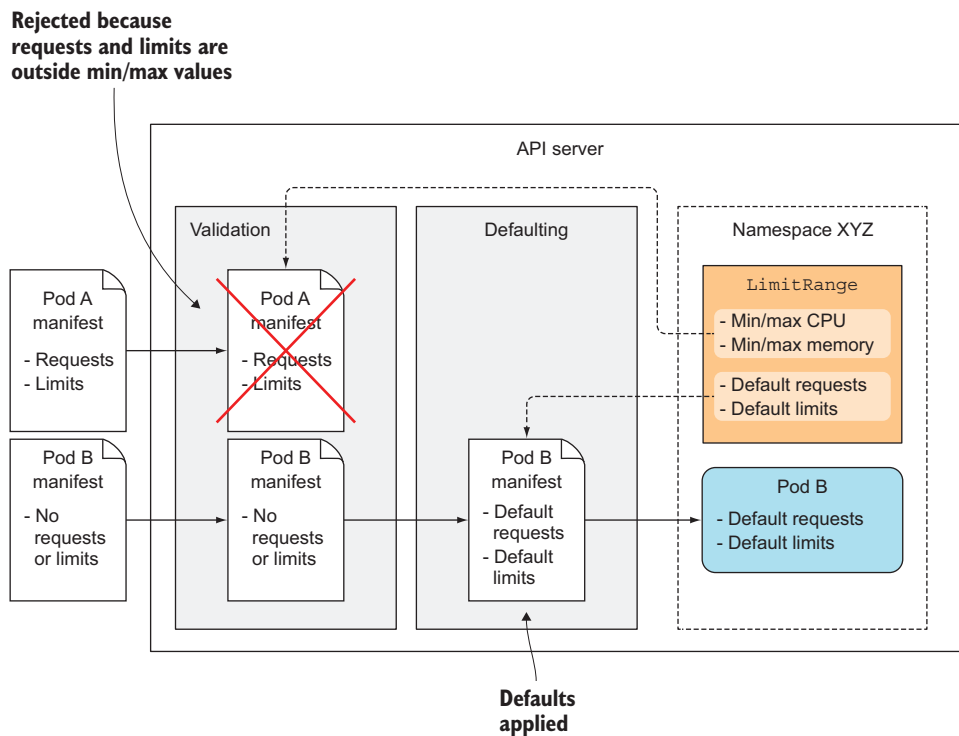 Rejected because
requests and limits are
outside min/max values
API server
Validation
Defaulting
Namespace XYZ
Pod A
manifest
- Requests
- Limits
Pod A
manifest
- Requests
- Limits
LimitRange
- Min/max CPU
- Min/max memory
- Default requests
- Default limits
Pod B
manifest
- No
requests
or limits
Pod B
manifest
- No
requests
or limits
Pod B
manifest
- Default
requests
- Default
limits
Pod B
- Default requests
- Default limits
Defaults
applied